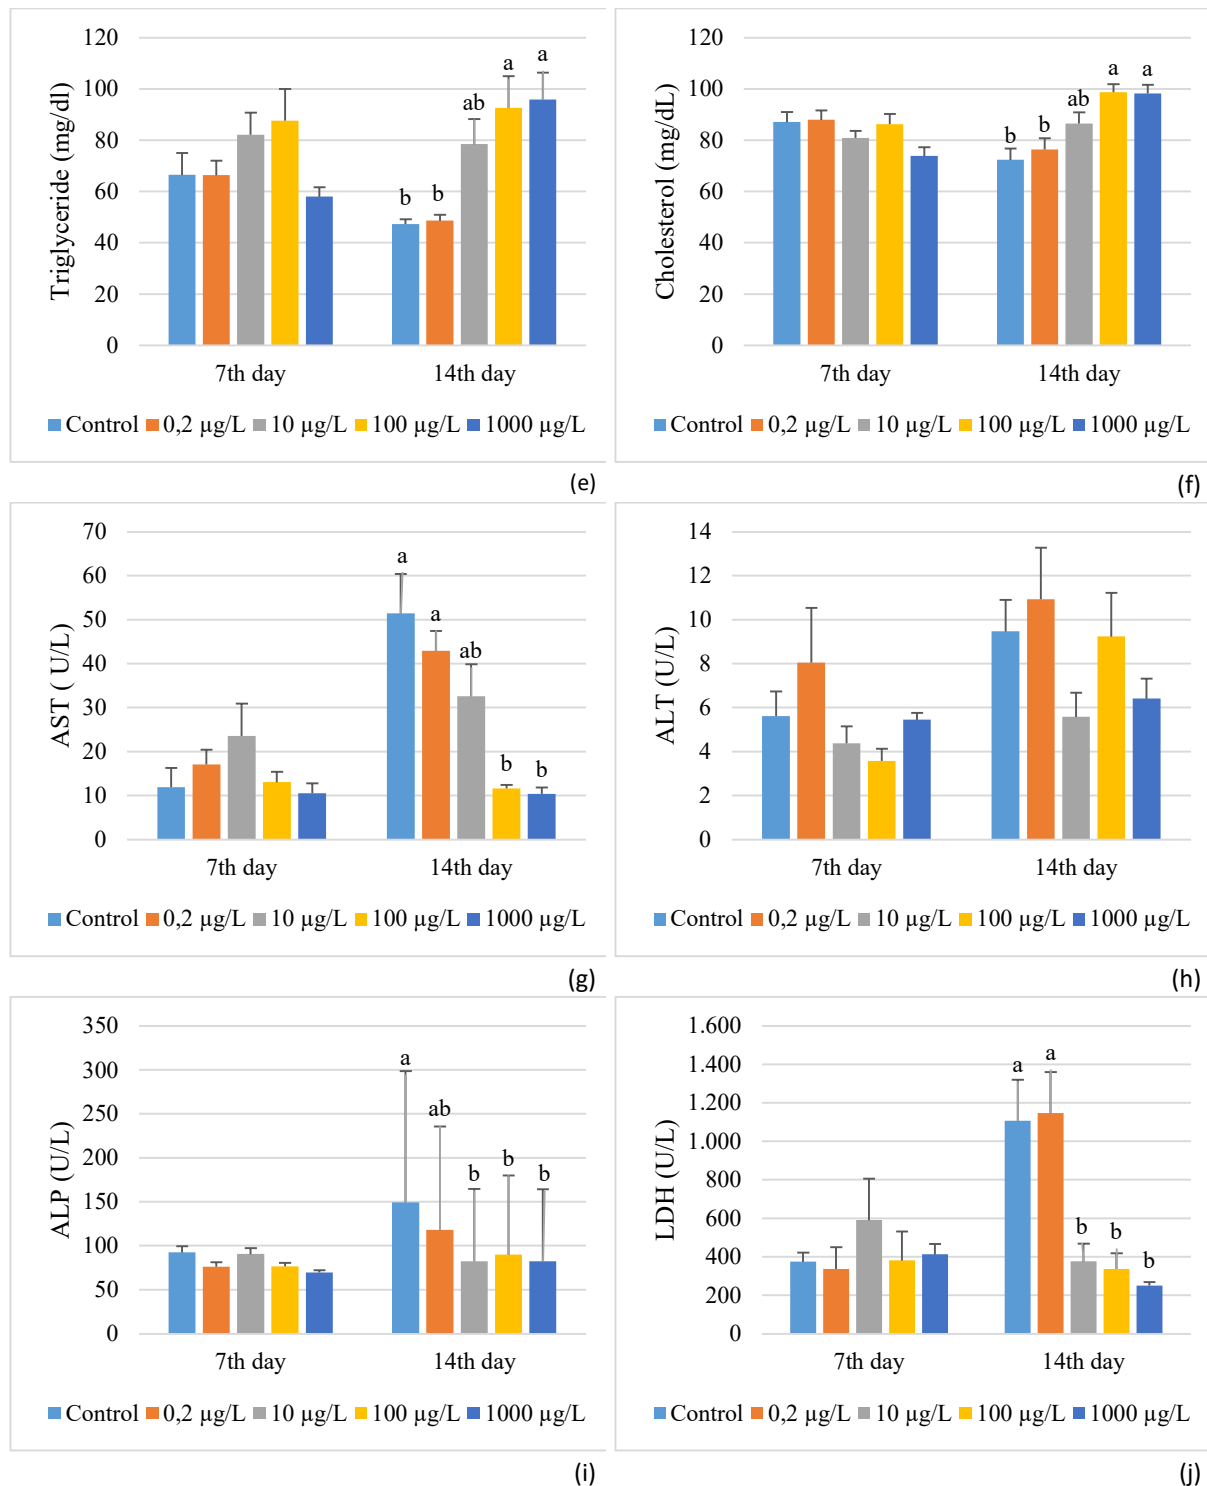 Triglyceride (mg/dl)
120
100
80
60
40
20
0
b
b
ab
a
a
7th day
14th day
Control 0,2 µg/L 10 µg/L 100 µg/L 1000 µg/L
(e)
Cholesterol (mg/dL)
120
100
80
60
40
20
0
b
b
ab
a
a
7th day
14th day
Control 0,2 µg/L 10 µg/L 100 µg/L 1000 µg/L
(f)
AST ( U/L)
70
60
50
40
30
20
10
0
a
a
ab
b
b
7th day
14th day
Control 0,2 µg/L 10 µg/L 100 µg/L 1000 µg/L
(g)
ALT (U/L)
14
12
10
8
6
4
2
0
7th day
14th day
Control 0,2 µg/L 10 µg/L 100 µg/L 1000 µg/L
(h)
ALP (U/L)
350
300
250
200
150
100
50
0
a
ab
b
b
b
7th day
14th day
Control 0,2 µg/L 10 µg/L 100 µg/L 1000 µg/L
(i)
LDH (U/L)
1.600
1.400
1.200
1.000
800
600
400
200
0
a
a
b
b
b
7th day
14th day
Control 0,2 µg/L 10 µg/L 100 µg/L 1000 µg/L
(j)